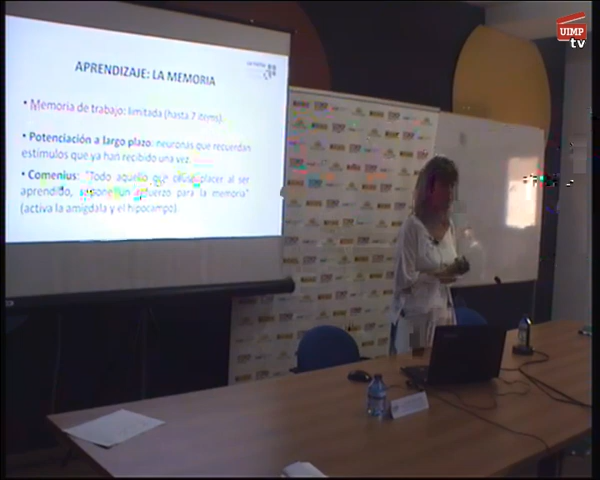 UIMP
tv
APRENDIZAJE: LA MEMORIA
• Memoria de trabajo: limitada (hasta 7 items).
• Potenciación a largo plazo: neuronas que recuerdan
estímulos que ya han recibido una vez.
• Comenius: "Todo aquello que cause placer al ser
aprendido, supone un refuerzo para la memoria"
(activa la amígdala y el hipocampo)